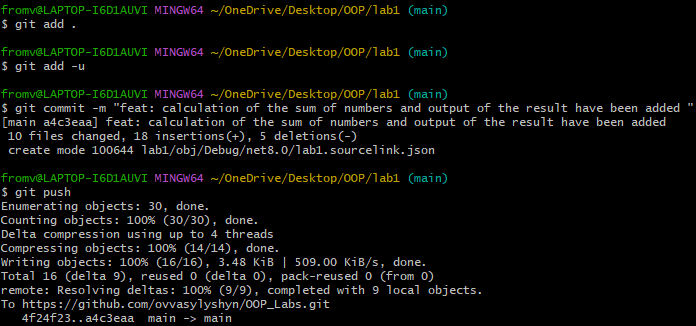 fromv@LAPTOP-I6D1AUVI MINGW64 ~/OneDrive/Desktop/OOP/lab1 (main)
$ git add .
fromv@LAPTOP-I6D1AUVI MINGW64 ~/OneDrive/Desktop/OOP/lab1 (main)
$ git add -u
fromv@LAPTOP-I6D1AUVI MINGW64 ~/OneDrive/Desktop/OOP/lab1 (main)
$ git commit -m "feat: calculation of the sum of numbers and output of the result have been added "
[main a4c3eaa] feat: calculation of the sum of numbers and output of the result have been added
 10 files changed, 18 insertions(+), 5 deletions(-)
 create mode 100644 lab1/obj/Debug/net8.0/lab1.sourcelink.json
fromv@LAPTOP-I6D1AUVI MINGW64 ~/OneDrive/Desktop/OOP/lab1 (main)
$ git push
Enumerating objects: 30, done.
Counting objects: 100% (30/30), done.
Delta compression using up to 4 threads
Compressing objects: 100% (14/14), done.
Writing objects: 100% (16/16), 3.48 KiB | 509.00 KiB/s, done.
Total 16 (delta 9), reused 0 (delta 0), pack-reused 0 (from 0)
remote: Resolving deltas: 100% (9/9), completed with 9 local objects.
To https://github.com/ovvasylyshyn/OOP_Labs.git
   4f24f23..a4c3eaa  main -> main